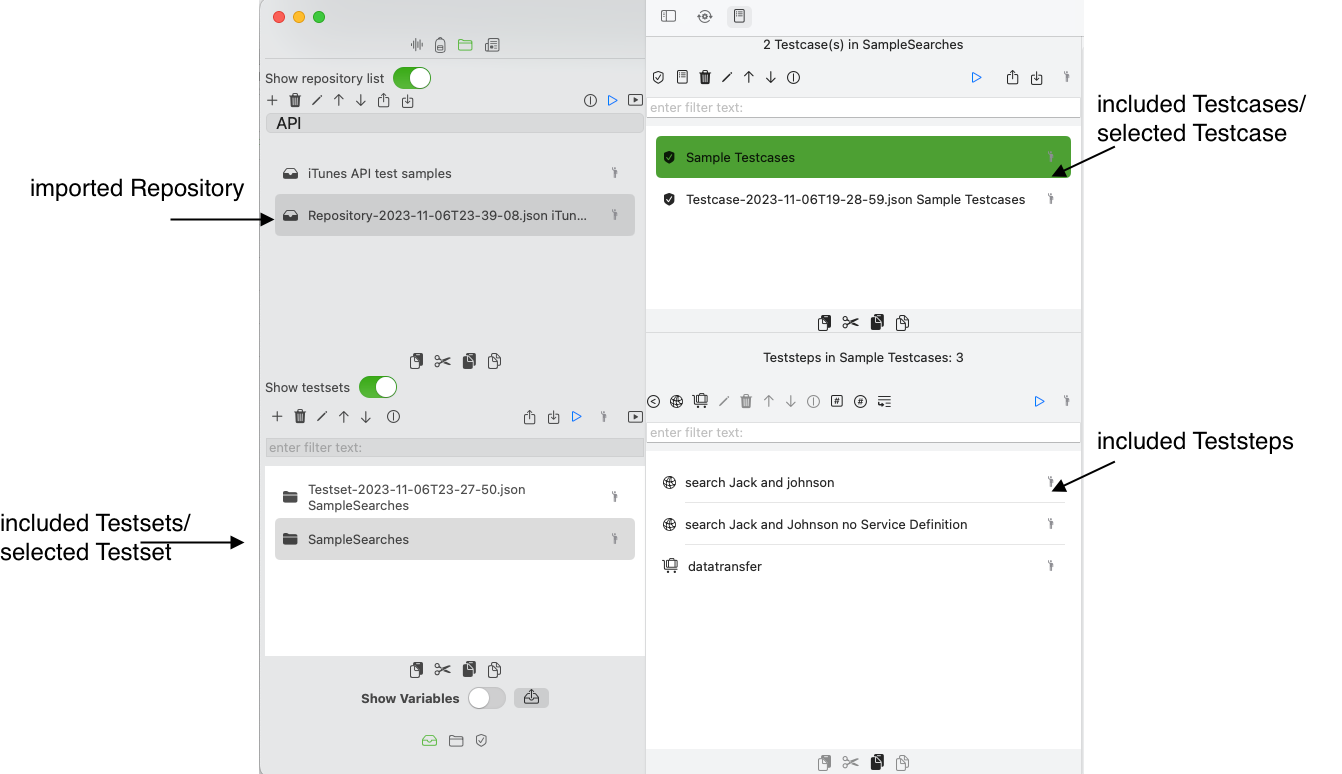 imported Repository
included Testsets/
selected Testset
Show repository list
API
iTunes API test samples
Repository-2023-11-06T23-39-08.json iTun...
Show testsets
enter filter text:
Testset-2023-11-06T23-27-50.json
SampleSearches
SampleSearches
Show Variables
2 Testcase(s) in SampleSearches
enter filter text:
Sample Testcases
Testcase-2023-11-06T19-28-59.json Sample Testcases
Teststeps in Sample Testcases: 3
enter filter text:
search Jack and johnson
search Jack and Johnson no Service Definition
datatransfer
included Testcases/
selected Testcase
included Teststeps